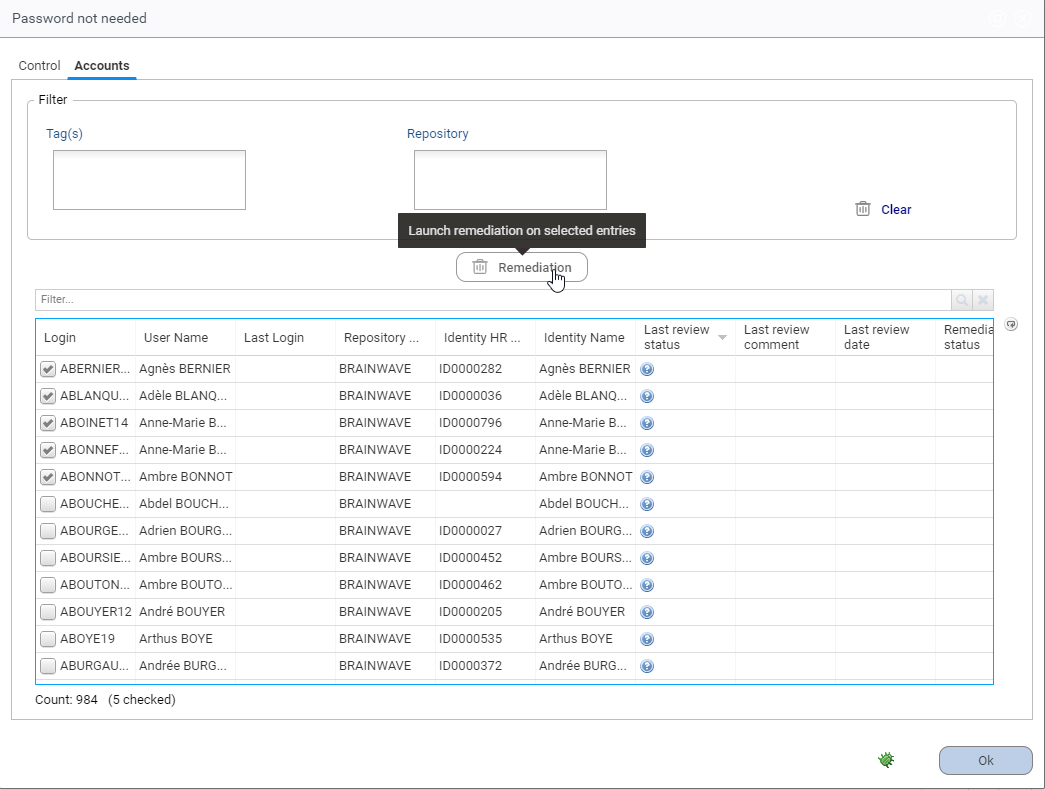 Password not needed
Control Accounts
Filter
Tag(s) Repository
Clear
Launch remediation on selected entries
Remediation
Filter...
Login User Name Last Login Repository ... Identity HR ... Identity Name Last review status Last review comment Last review date Remedia status
ABERNIER... Agnès BERNIER BRAINWAVE ID0000282 Agnès BERNIER
ABLANQU... Adèle BLANQ... BRAINWAVE ID0000036 Adèle BLANQ...
ABOINET14 Anne-Marie B... BRAINWAVE ID0000796 Anne-Marie B...
ABONNEF... Anne-Marie B... BRAINWAVE ID0000224 Anne-Marie B...
ABONNOT... Ambre BONNOT BRAINWAVE ID0000594 Ambre BONNOT
ABOUCHE... Abdel BOUCH... BRAINWAVE Abdel BOUCH...
ABOURGE... Adrien BOURG... BRAINWAVE ID0000027 Adrien BOURG...
ABOURSIE... Ambre BOURS... BRAINWAVE ID0000452 Ambre BOURS...
ABOUTON... Ambre BOUTO... BRAINWAVE ID0000462 Ambre BOUTO...
ABOUYER12 André BOUYER BRAINWAVE ID0000205 André BOUYER
ABOYE19 Arthus BOYE BRAINWAVE ID0000535 Arthus BOYE
ABURGAU... Andrée BURG... BRAINWAVE ID0000372 Andrée BURG...
Count: 984 (5 checked)
Ok